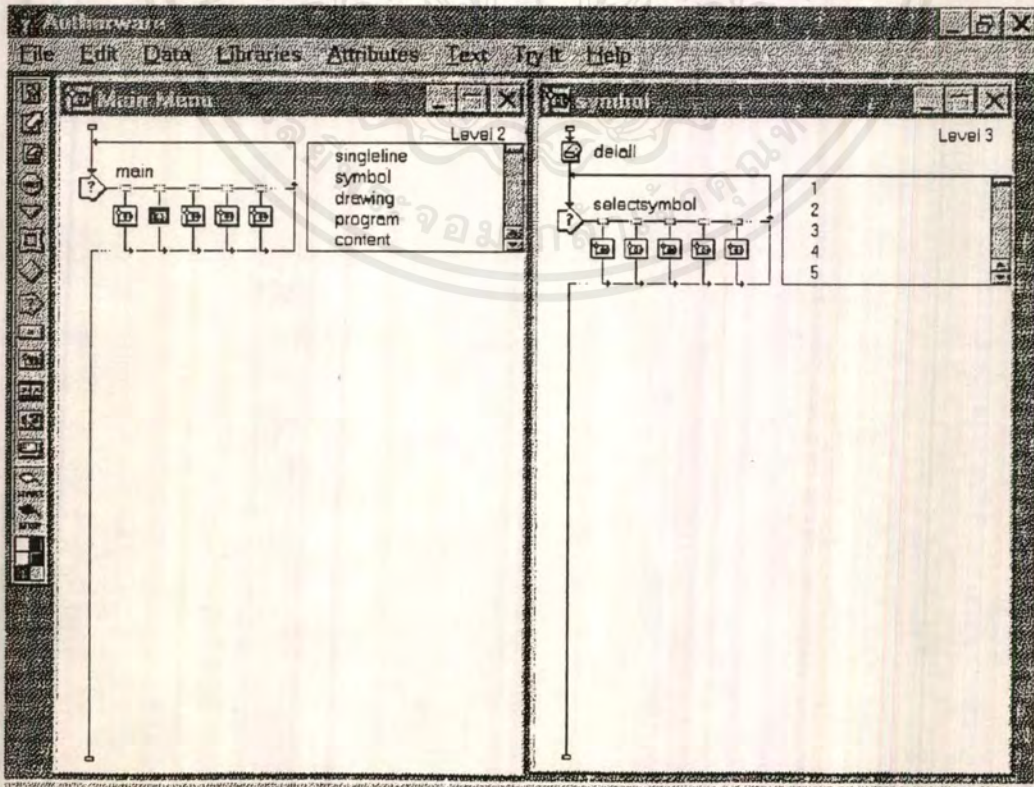 Authorware
File Edit Data Libraries Attributes Text Try It Help
Main Menu
Level 2
main
singleline
symbol
drewing
program
content
symbol
Level 3
delall
selectsymbol
1
2
3
4
5